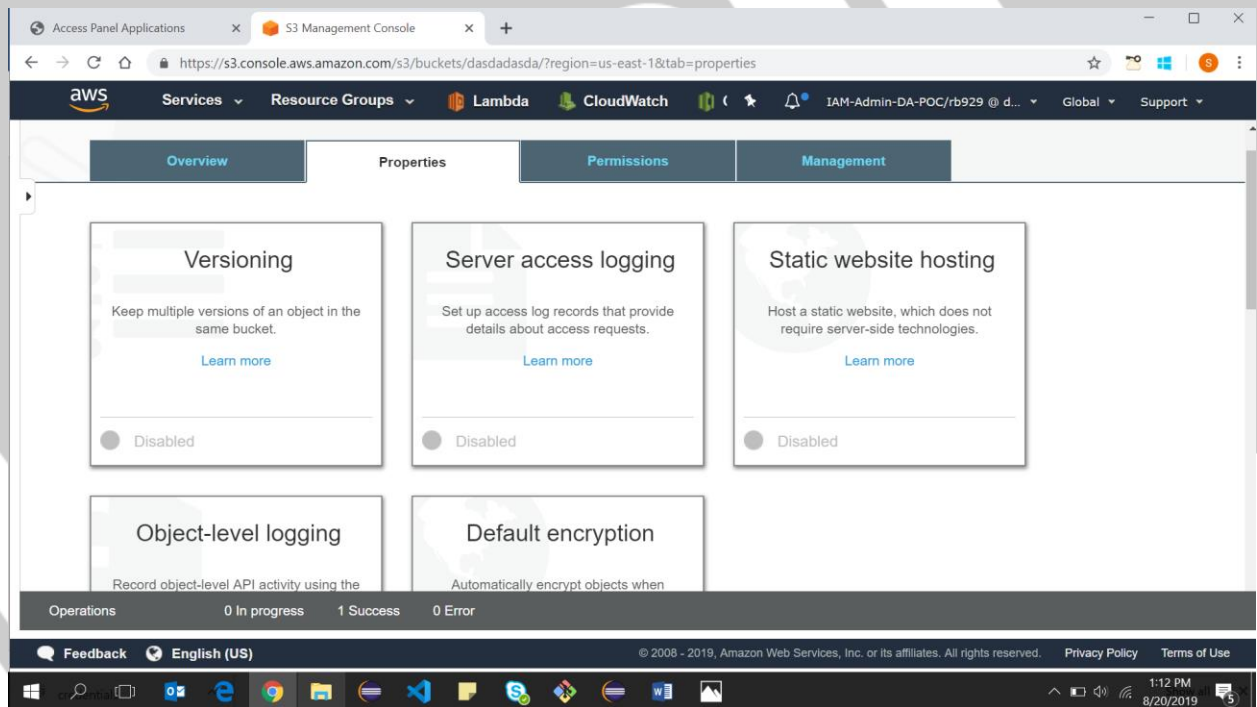 Access Panel Applications
S3 Management Console
https://s3.console.aws.amazon.com/s3/buckets/dasdadasda/?region=us-east-1&tab=properties
S
aws
Services
Resource Groups
Lambda
CloudWatch
IAM-Admin-DA-POC/rb929 @ d...
Global
Support
Overview
Properties
Permissions
Management
Versioning
Keep multiple versions of an object in the
same bucket.
Learn more
Disabled
Server access logging
Set up access log records that provide
details about access requests.
Learn more
Disabled
Static website hosting
Host a static website, which does not
require server-side technologies.
Learn more
Disabled
Object-level logging
Record object-level API activity using the
Default encryption
Automatically encrypt objects when
Operations
0 In progress
1 Success
0 Error
Feedback
English (US)
© 2008 - 2019, Amazon Web Services, Inc. or its affiliates. All rights reserved.
Privacy Policy
Terms of Use
1:12 PM
8/20/2019
5